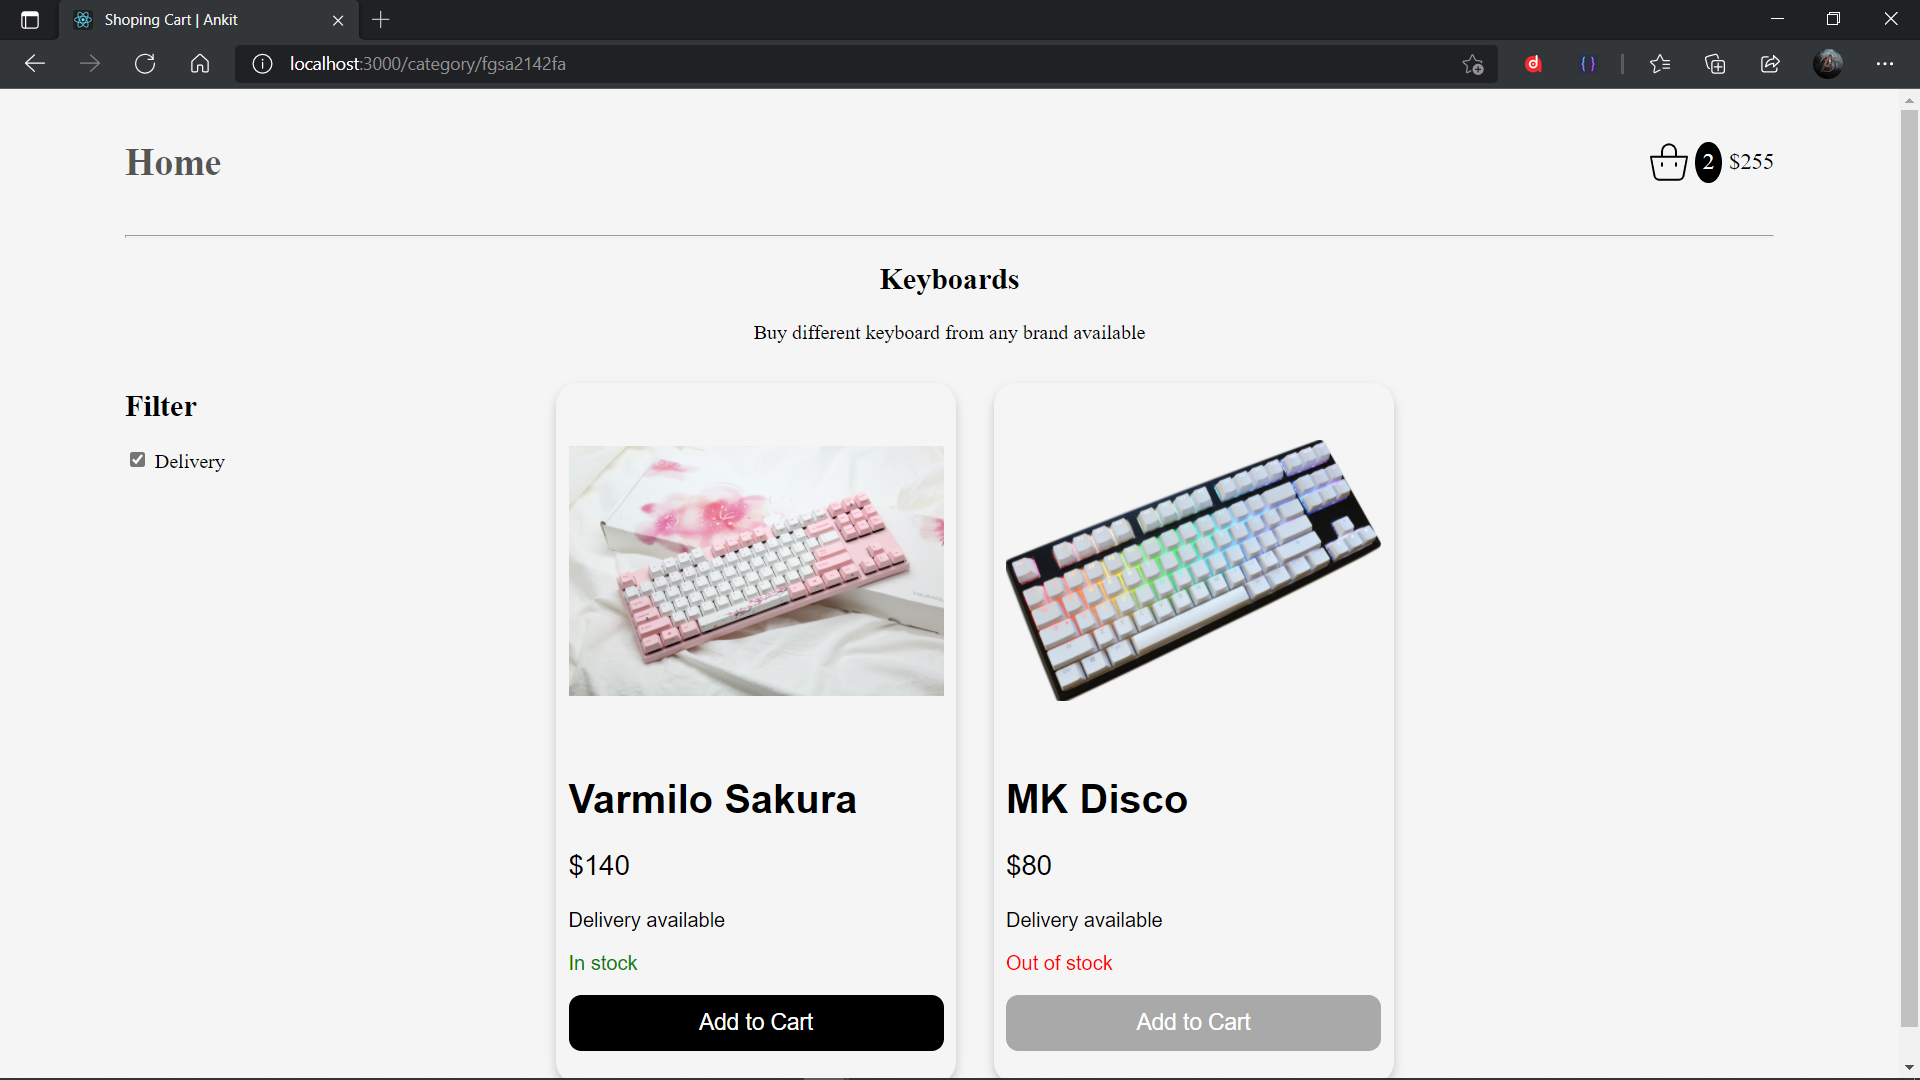 Shoping Cart | Ankit
localhost:3000/category/fgsa2142fa
Home
2 $255
Keyboards
Buy different keyboard from any brand available
Filter
Delivery
Varmilo Sakura
$140
Delivery available
In stock
Add to Cart
MK Disco
$80
Delivery available
Out of stock
Add to Cart